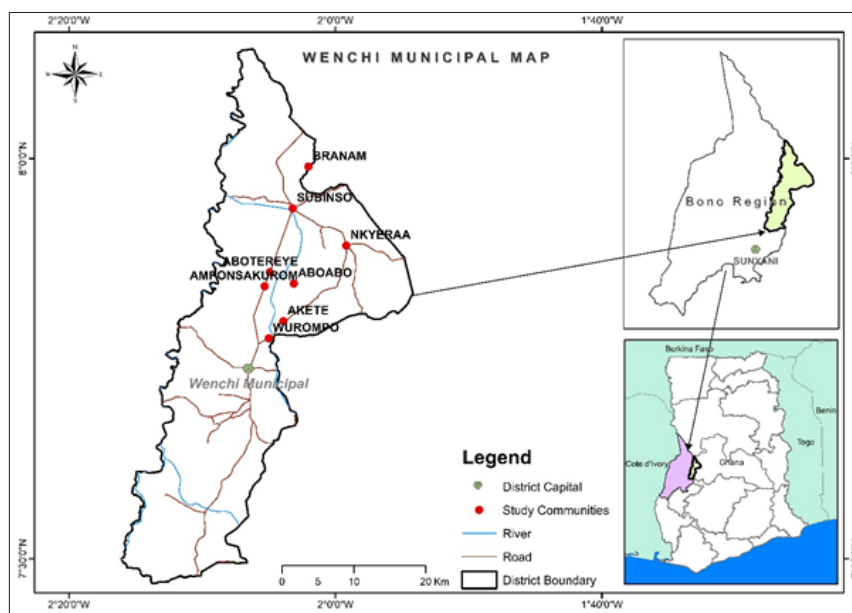 2°20'0"W 2°0'0"W 1°40'0"W
WENCHI MUNICIPAL MAP
N
W E
S
8°0'0"N
BRANAM
SUBINSO
NKYERAA
ABOTEREYE
AMPONSAKUROM
ABOABO
AKETE
WUROMPO
Wenchi Municipal
7°30'0"N
Bono Region
SUNYANI
Burkina Faso
Benin
Togo
Cote d'Ivory
Ghana
Legend
District Capital
Study Communities
River
Road
District Boundary
0 5 10 20 Km
2°20'0"W 2°0'0"W 1°40'0"W